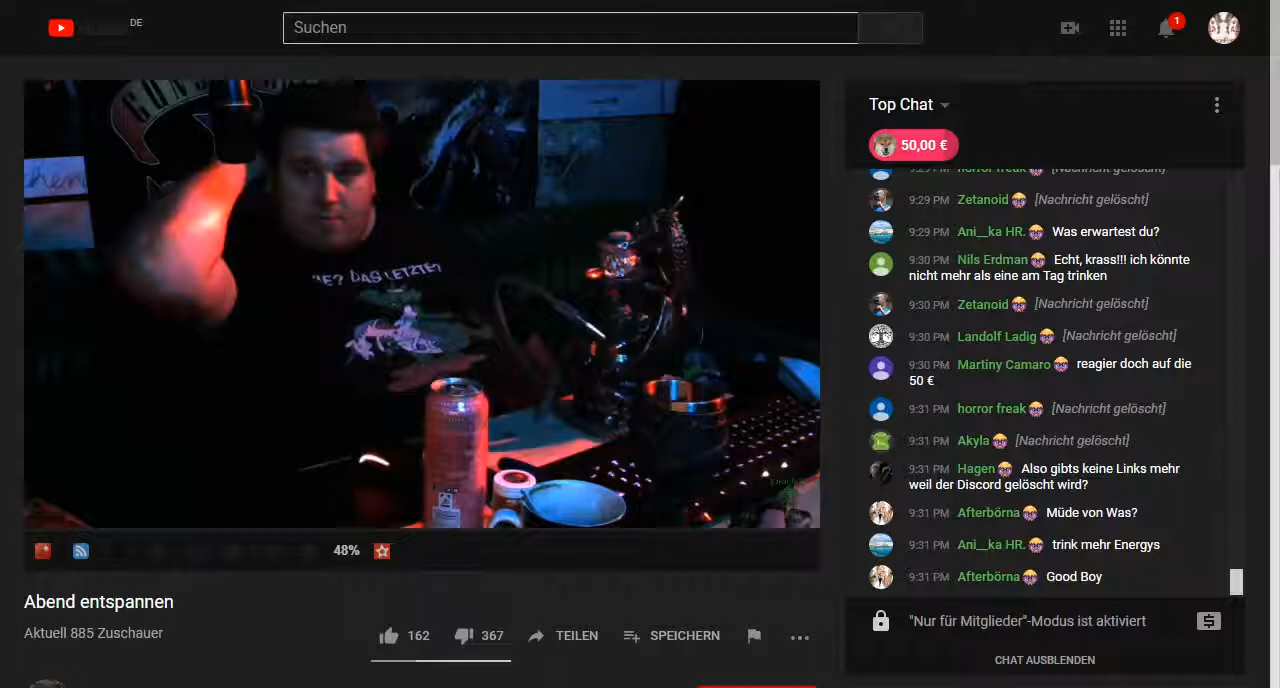 DE
Suchen
1
Top Chat
50,00 €
9:29 PM horror freak [Nachricht gelöscht]
9:29 PM Zetanoid [Nachricht gelöscht]
9:29 PM Ani__ka HR. Was erwartest du?
9:30 PM Nils Erdman Echt, krass!!! ich könnte
nicht mehr als eine am Tag trinken
9:30 PM Zetanoid [Nachricht gelöscht]
9:30 PM Landolf Ladig [Nachricht gelöscht]
9:30 PM Martiny Camaro reagier doch auf die
50 €
9:31 PM horror freak [Nachricht gelöscht]
9:31 PM Akyla [Nachricht gelöscht]
9:31 PM Hagen Also gibts keine Links mehr
weil der Discord gelöscht wird?
9:31 PM Afterbörna Müde von Was?
9:31 PM Ani__ka HR. trink mehr Energys
9:31 PM Afterbörna Good Boy
"Nur für Mitglieder"-Modus ist aktiviert
CHAT AUSBLENDEN
DAS LETZTE?
48%
Abend entspannen
Aktuell 885 Zuschauer
162
367
TEILEN
SPEICHERN